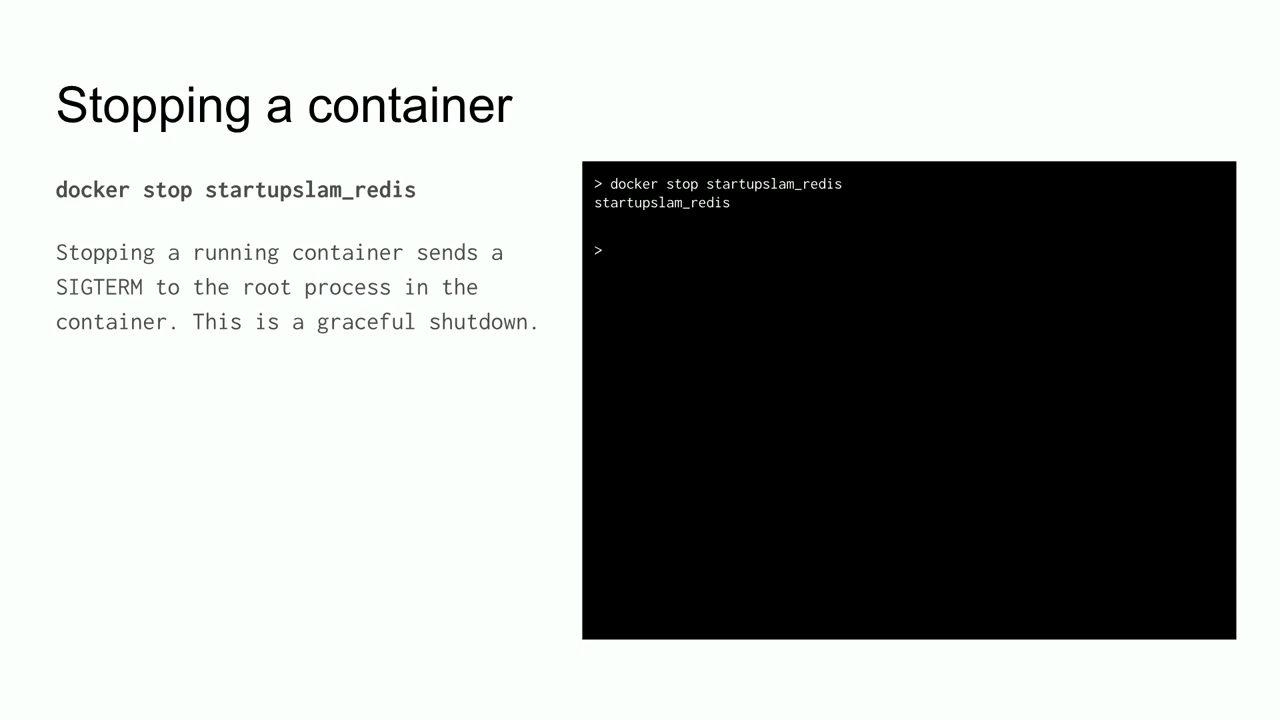 Stopping a container
docker stop startupslam_redis
Stopping a running container sends a
SIGTERM to the root process in the
container. This is a graceful shutdown.
> docker stop startupslam_redis
startupslam_redis
>